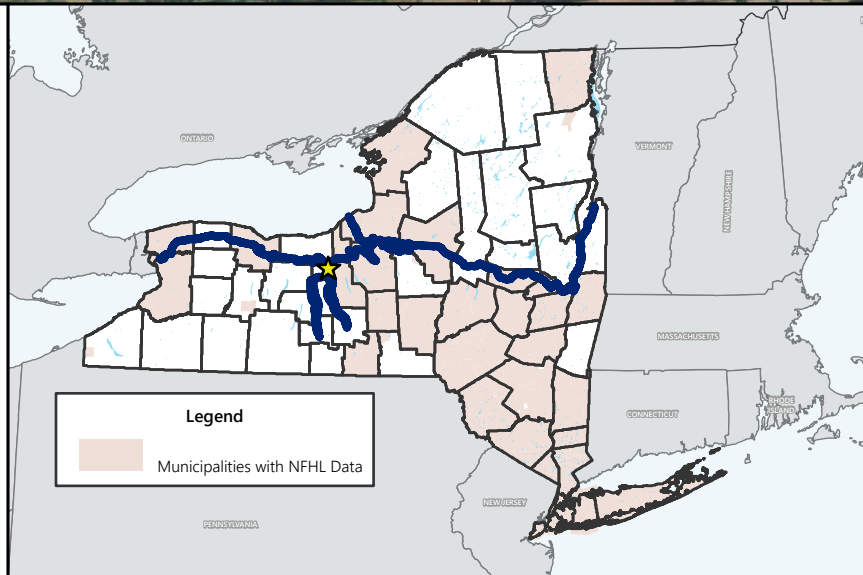 ONTARIO
VERMONT
NEW HAMPSHIRE
MASSACHUSETTS
CONNECTICUT
RHODE
ISLAND
NEW JERSEY
PENNSYLVANIA
Legend
Municipalities with NFHL Data